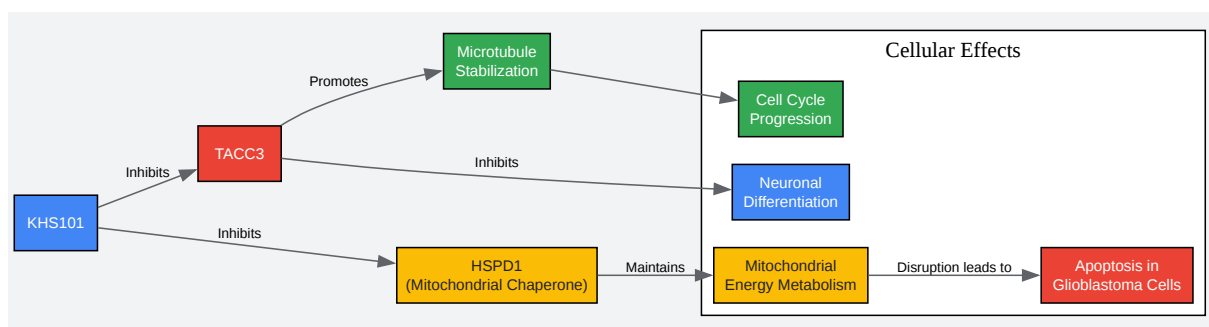 Cellular Effects
Microtubule
Stabilization
Promotes
Cell Cycle
Progression
TACC3
Inhibits
Inhibits
Neuronal
Differentiation
KHS101
Inhibits
HSPD1
(Mitochondrial Chaperone)
Maintains
Mitochondrial
Energy Metabolism
Disruption leads to
Apoptosis in
Glioblastoma Cells